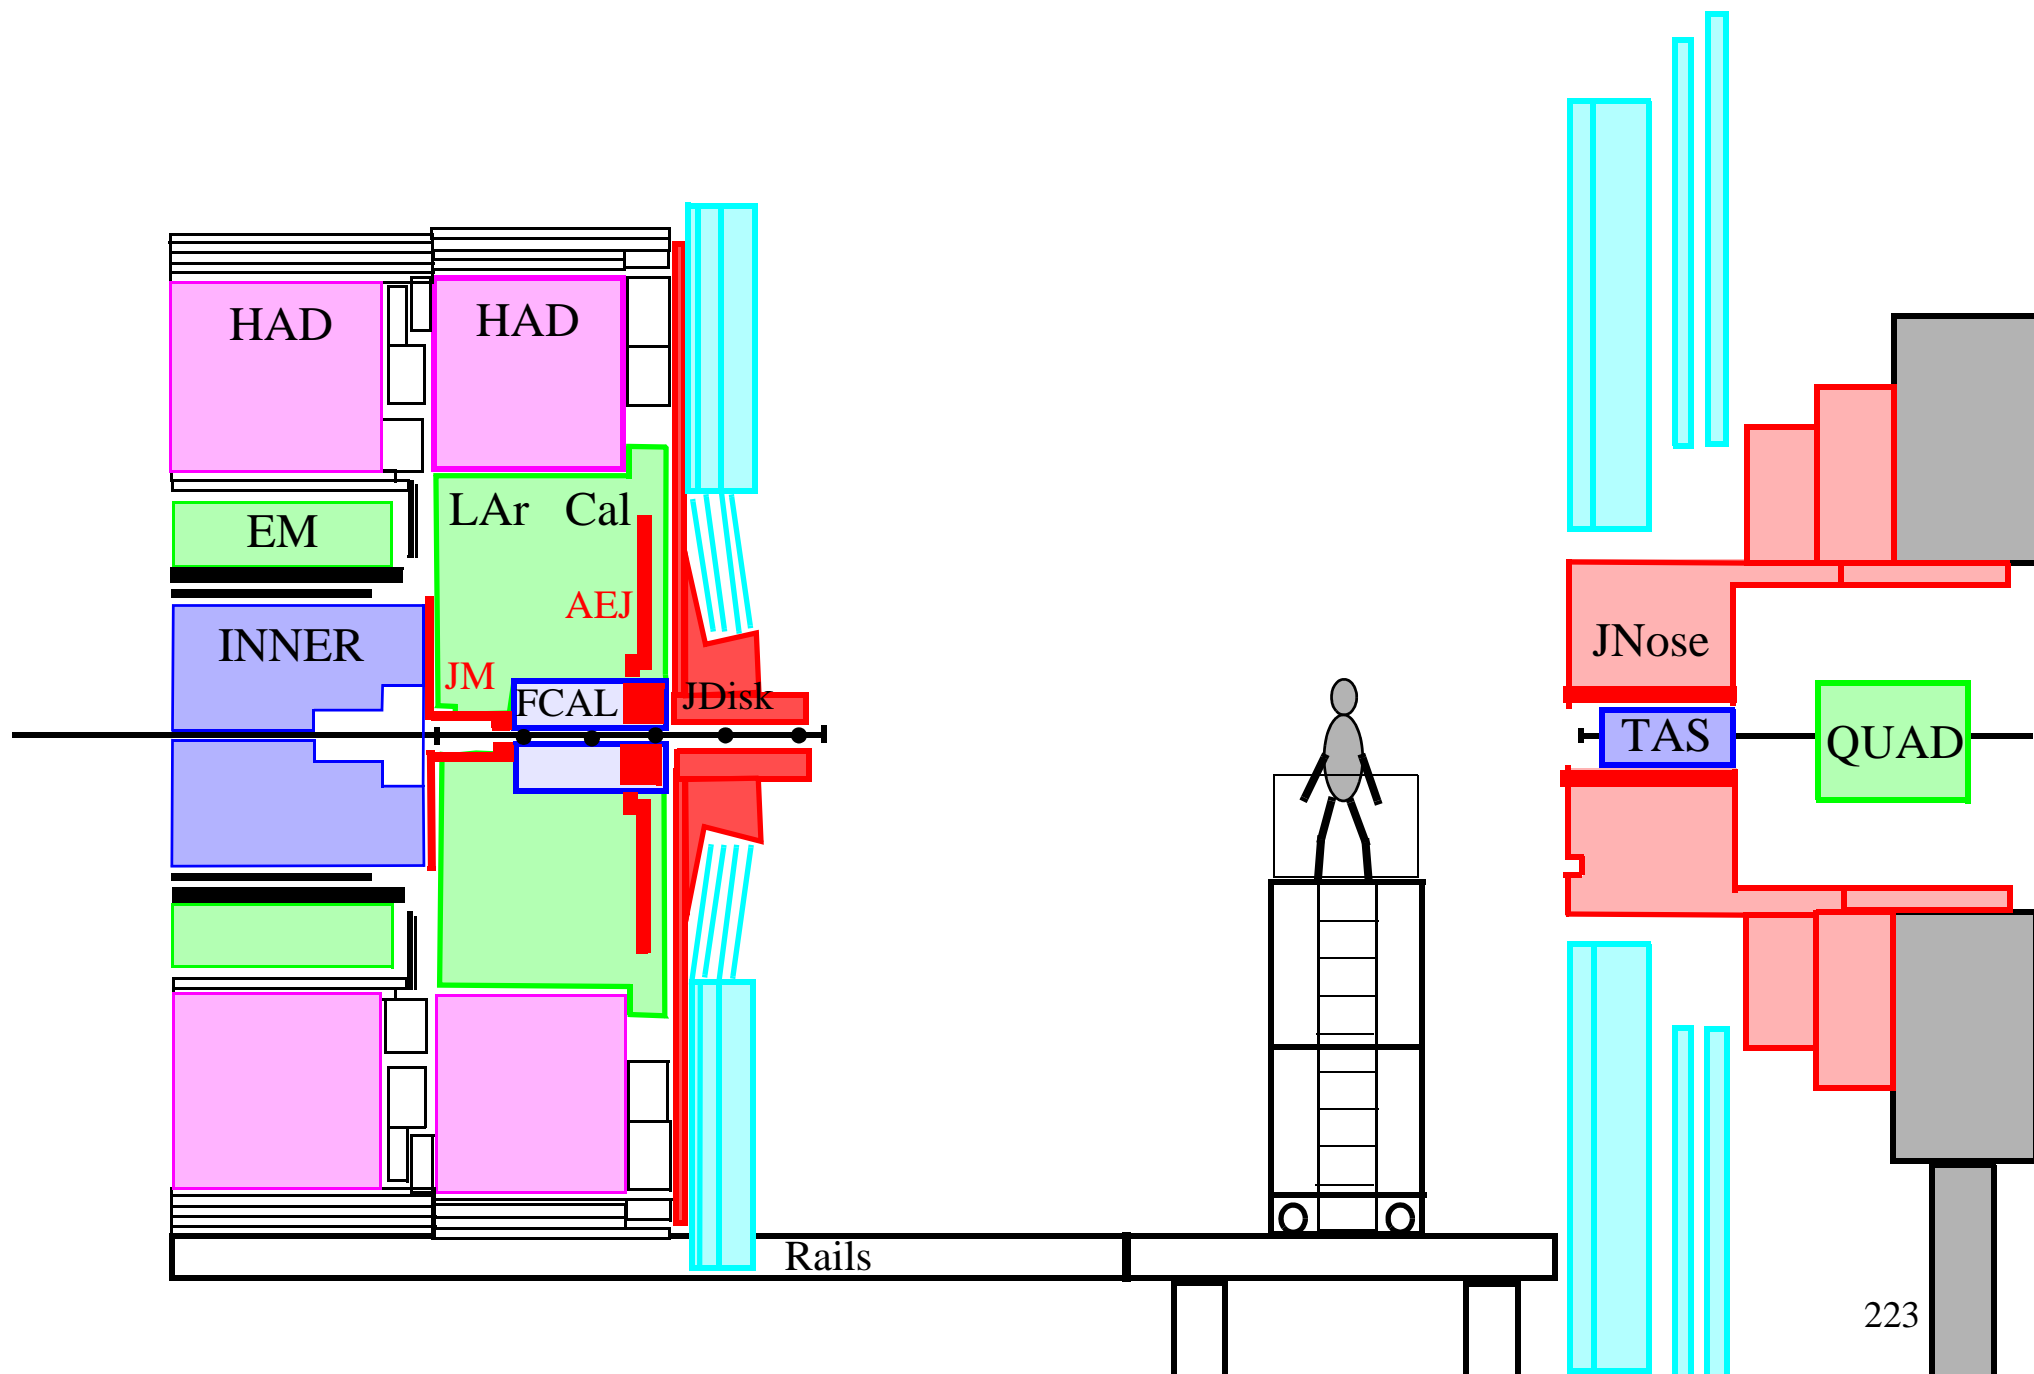 HAD
HAD
LAr Cal
EM
AEJ
INNER
JNose
JM
FCAL
JDisk
TAS
QUAD
Rails
223